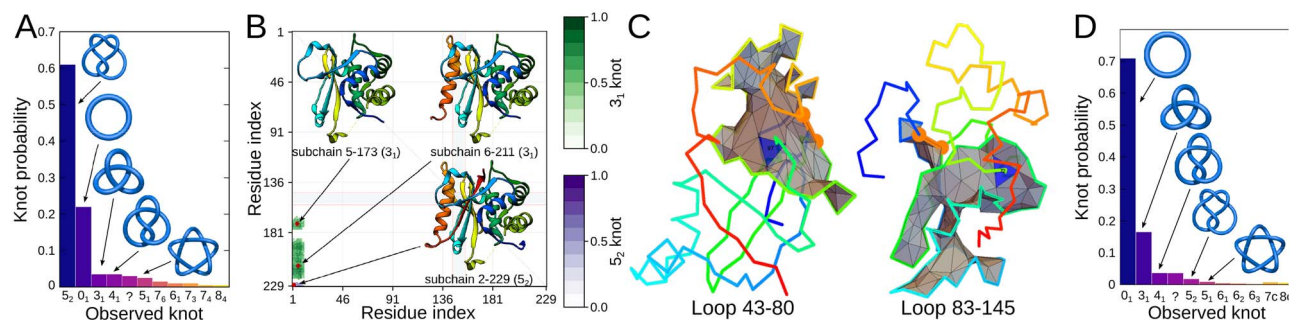 A
0.7
0.6
0.5
0.4
0.3
0.2
0.1
0
Knot probability
5₂ 0₁ 3₁ 4₁ ? 5₁ 7₆ 6₁ 7₃ 7₄ 8₄
Observed knot
B
1
46
91
136
181
229
Residue index
subchain 5-173 (3₁)
subchain 6-211 (3₁)
subchain 2-229 (5₂)
1 46 91 136 181 229
Residue index
1.0
0.5
0.0
3₁ knot
1.0
0.5
0.0
5₂ knot
C
Loop 43-80
Loop 83-145
D
0.7
0.6
0.5
0.4
0.3
0.2
0.1
0
Knot probability
0₁ 3₁ 4₁ ? 5₂ 5₁ 6₁ 6₂ 6₃ 7c 8c
Observed knot